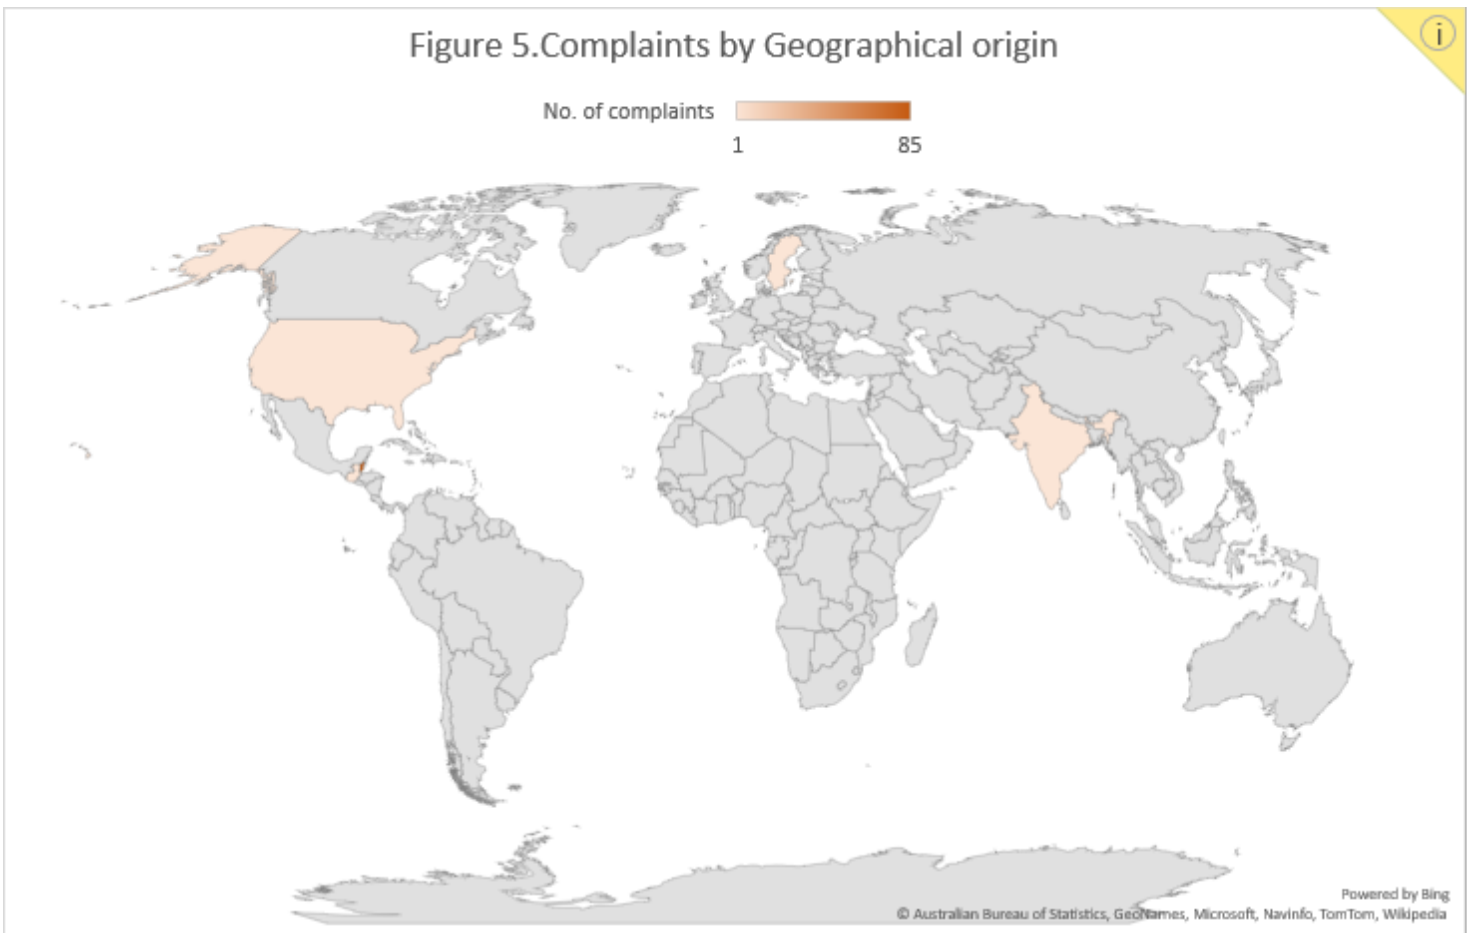 Figure 5.Complaints by Geographical origin
i
No. of complaints
1 85
Powered by Bing
© Australian Bureau of Statistics, GeoNames, Microsoft, Navinfo, TomTom, Wikipedia